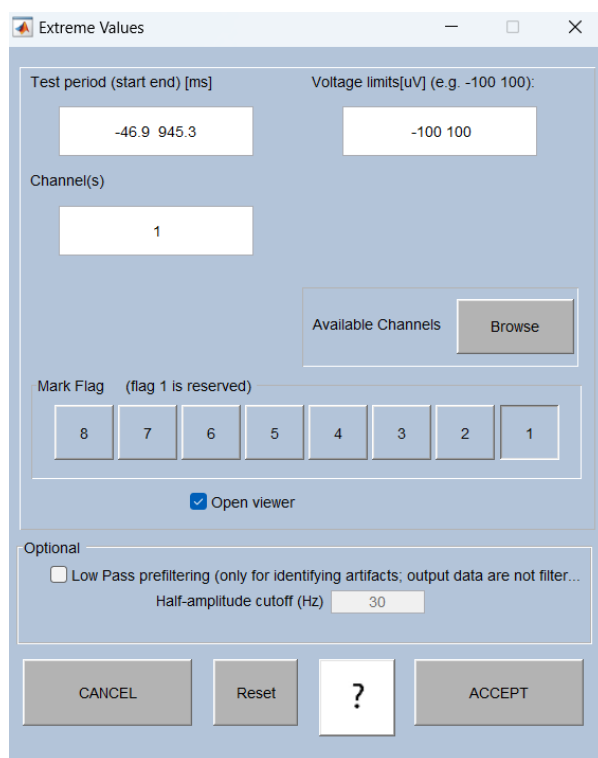 Extreme Values
Test period (start end) [ms]
Voltage limits[uV] (e.g. -100 100):
-46.9 945.3
-100 100
Channel(s)
1
Available Channels
Browse
Mark Flag (flag 1 is reserved)
8 7 6 5 4 3 2 1
Open viewer
Optional
Low Pass prefiltering (only for identifying artifacts; output data are not filter...
Half-amplitude cutoff (Hz) 30
CANCEL
Reset
?
ACCEPT